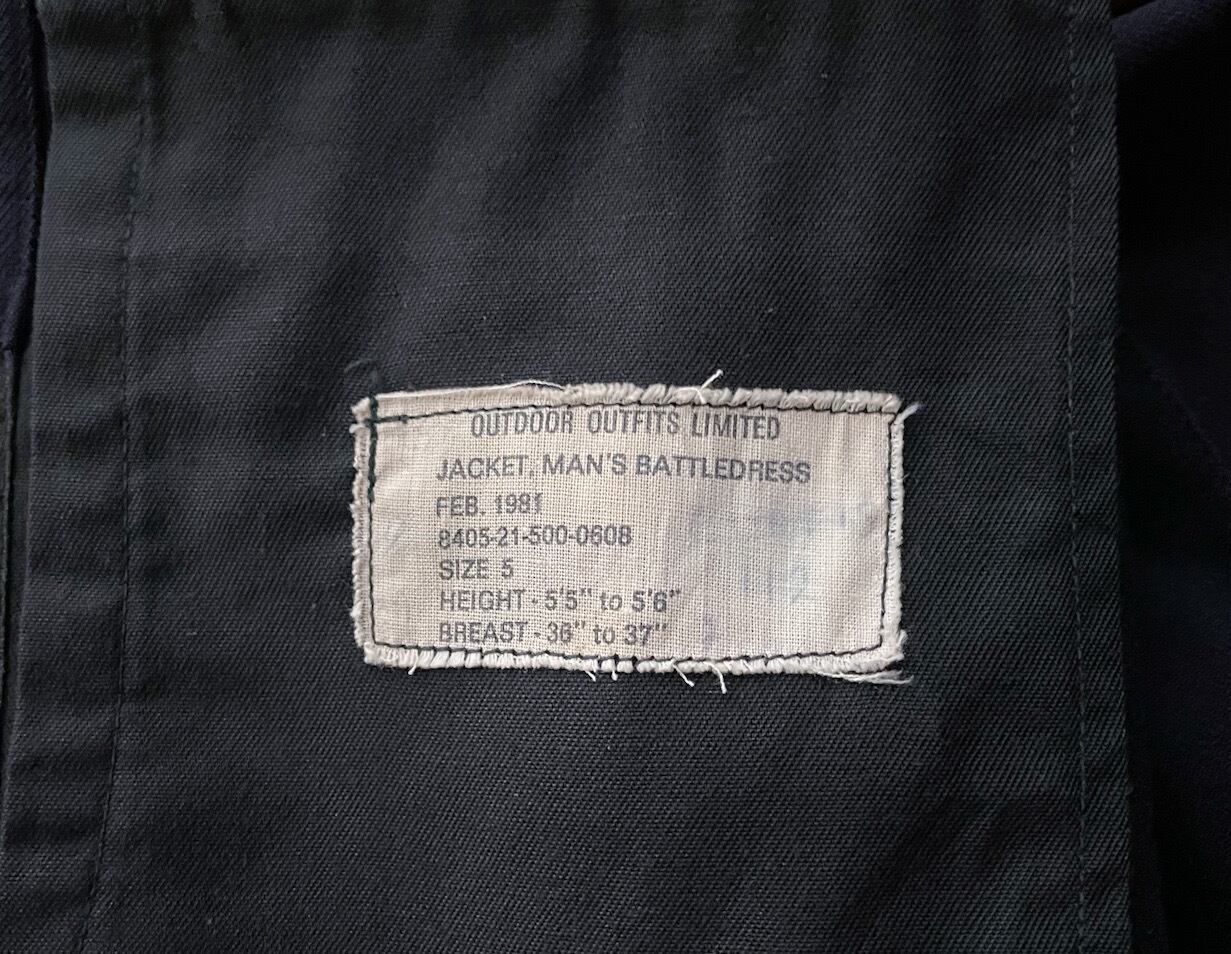 OUTDOOR OUTFITS LIMITED
JACKET, MAN'S BATTLEDRESS
FEB. 1981
8405-21-500-0608
SIZE 5
HEIGHT - 5'5" to 5'6"
BREAST - 36" to 37"